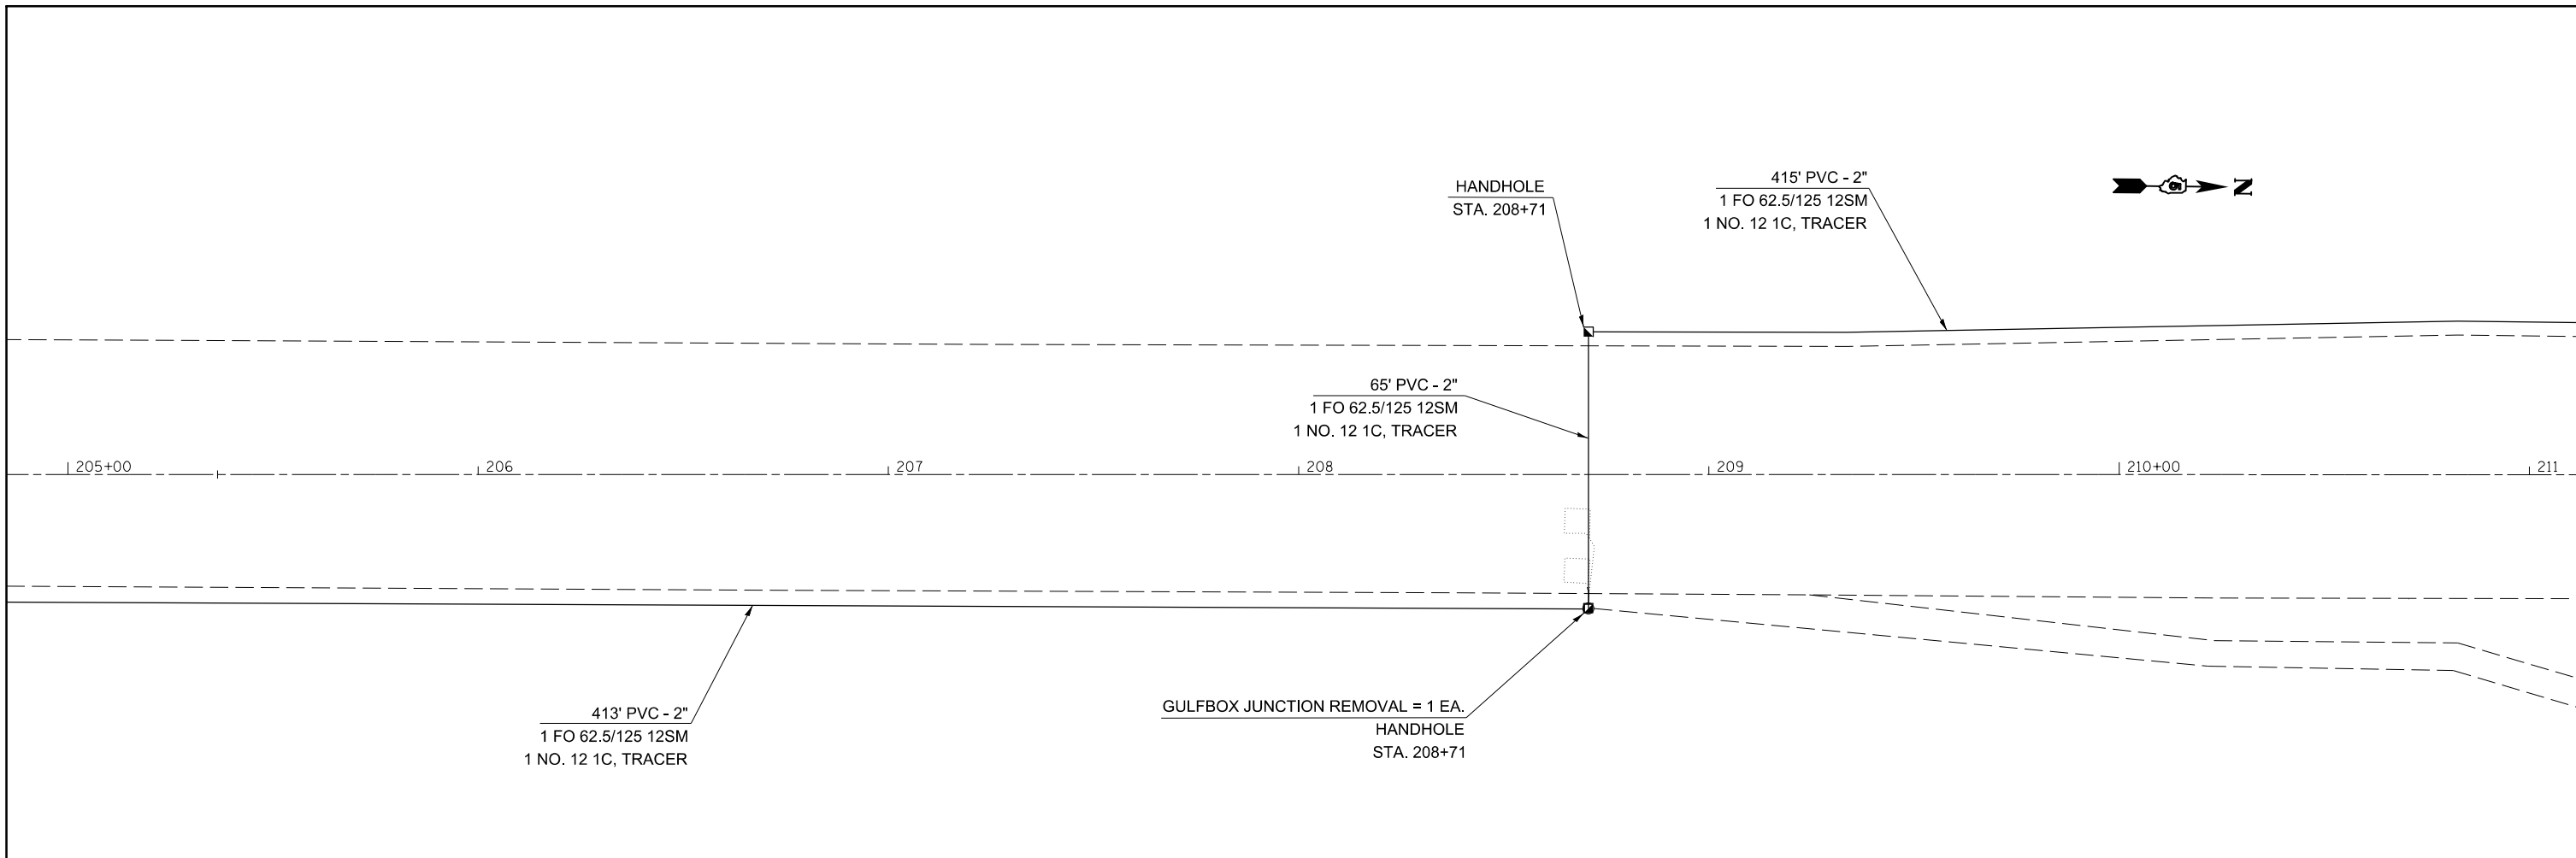 HANDHOLE
STA. 208+71
415' PVC - 2"
1 FO 62.5/125 12SM
1 NO. 12 1C, TRACER
N
65' PVC - 2"
1 FO 62.5/125 12SM
1 NO. 12 1C, TRACER
205+00
206
207
208
209
210+00
211
413' PVC - 2"
1 FO 62.5/125 12SM
1 NO. 12 1C, TRACER
GULFBOX JUNCTION REMOVAL = 1 EA.
HANDHOLE
STA. 208+71